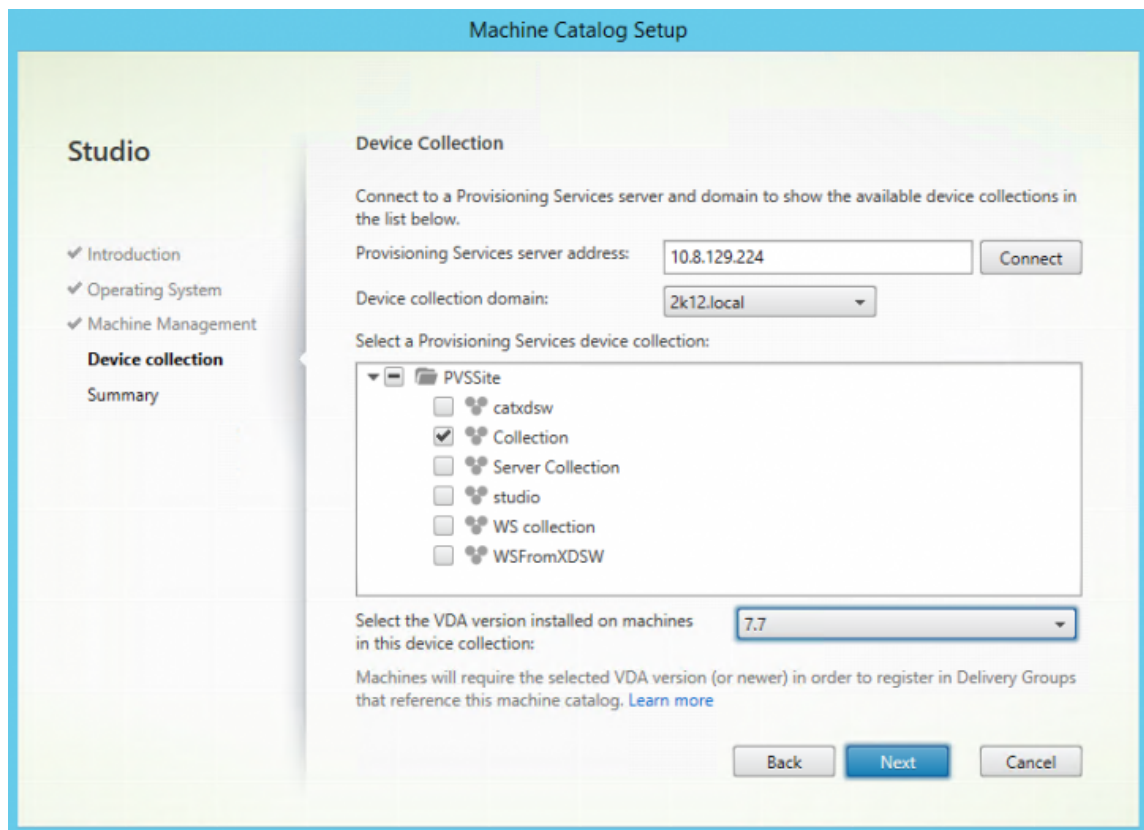 Machine Catalog Setup
Studio
✔ Introduction
✔ Operating System
✔ Machine Management
Device collection
Summary
Device Collection
Connect to a Provisioning Services server and domain to show the available device collections in
the list below.
Provisioning Services server address:
10.8.129.224
Connect
Device collection domain:
2k12.local
Select a Provisioning Services device collection:
PVSSite
catxdsw
Collection
Server Collection
studio
WS collection
WSFromXDSW
Select the VDA version installed on machines
in this device collection:
7.7
Machines will require the selected VDA version (or newer) in order to register in Delivery Groups
that reference this machine catalog. Learn more
Back
Next
Cancel